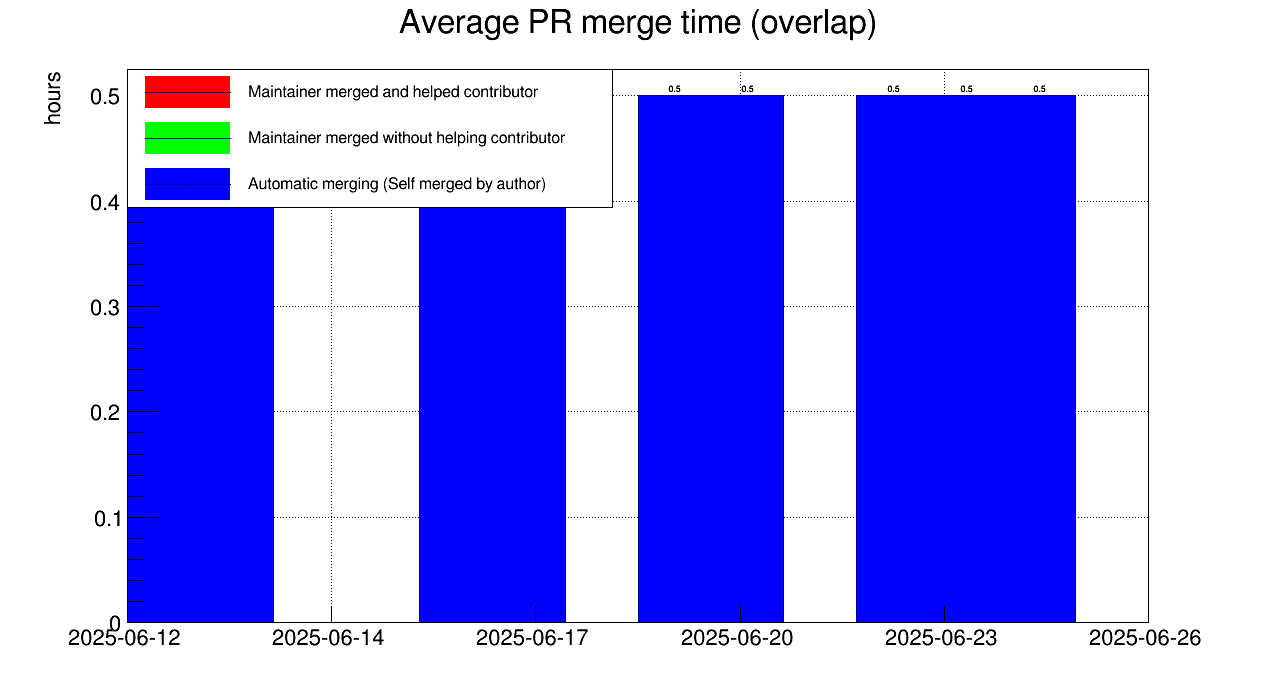 Average PR merge time (overlap)
hours
Maintainer merged and helped contributor
Maintainer merged without helping contributor
Automatic merging (Self merged by author)
0.5 0.5 0.5 0.5 0.5
0.5
0.4
0.3
0.2
0.1
0
2025-06-12 2025-06-14 2025-06-17 2025-06-20 2025-06-23 2025-06-26